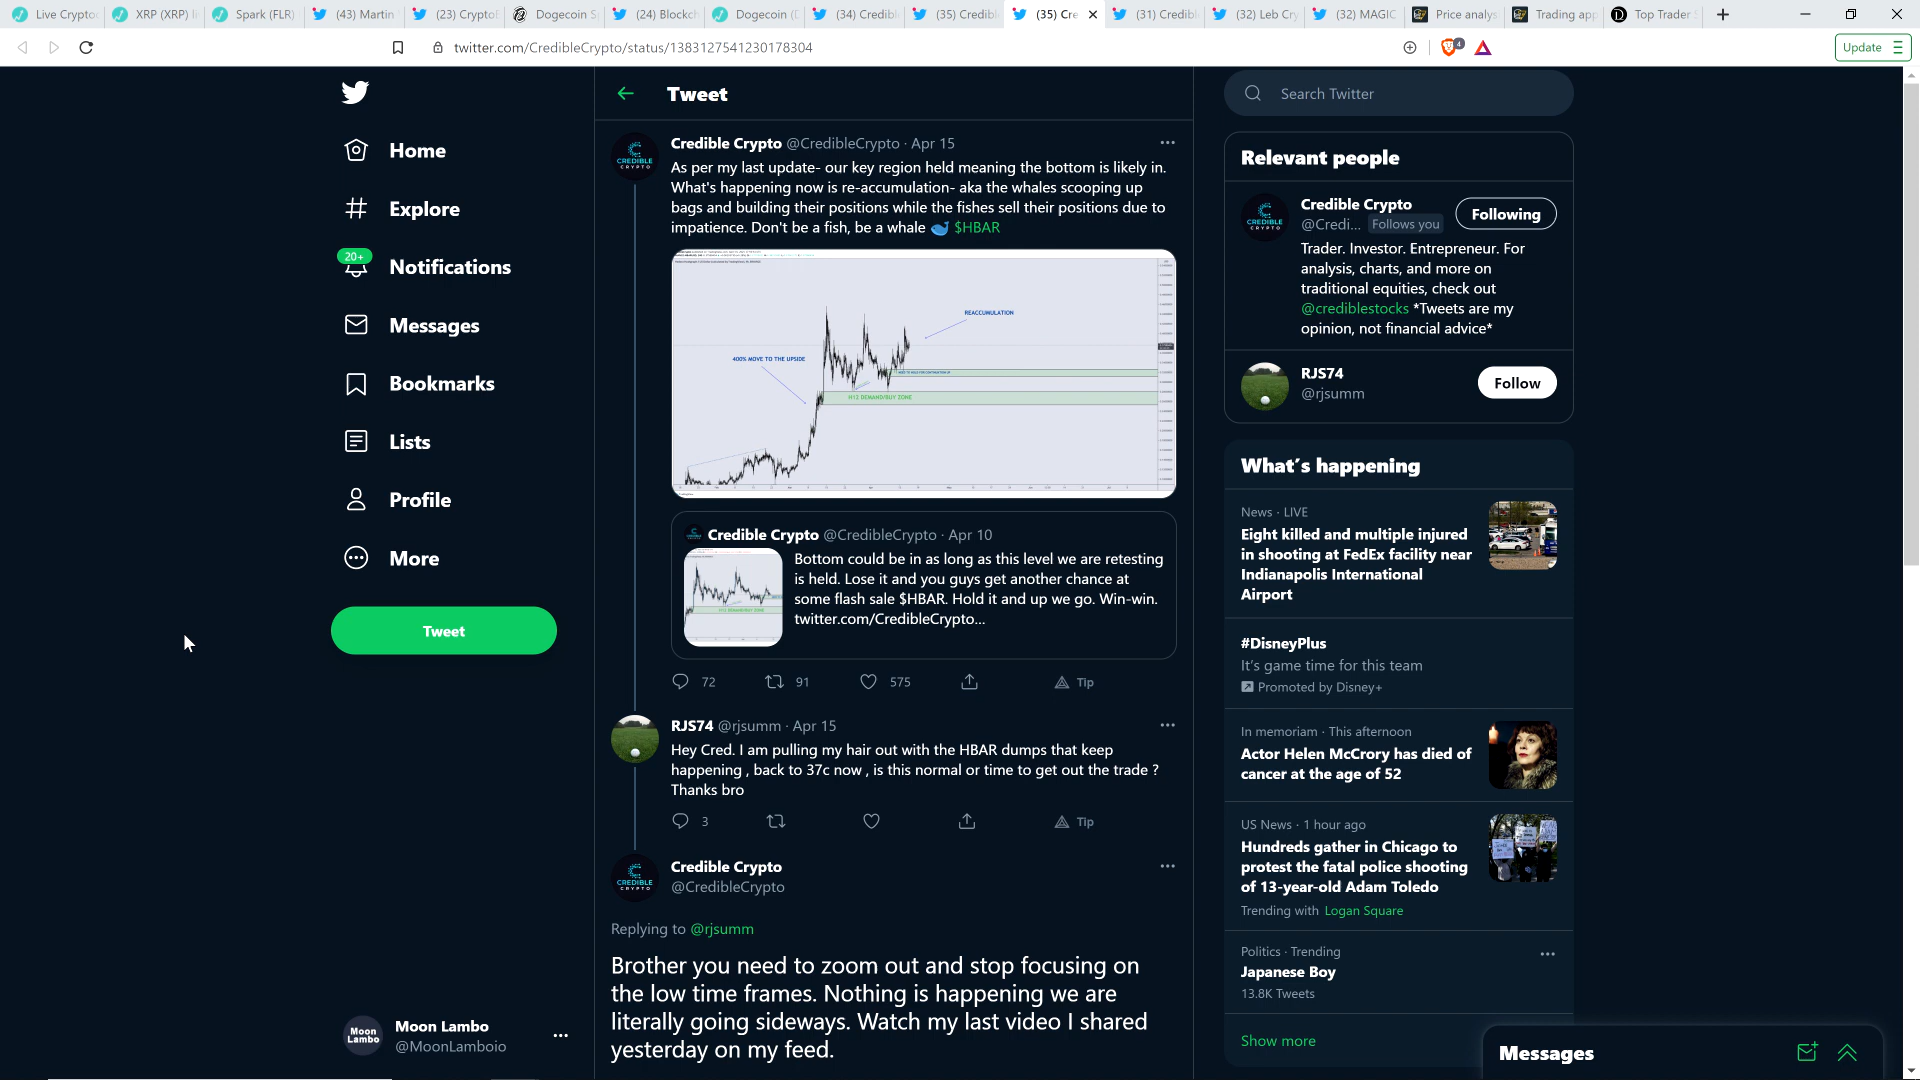 Live Crypto
XRP (XRP) li
Spark (FLR)
(43) Martin
(23) CryptoE
Dogecoin S
(24) Blockch
Dogecoin (D
(34) Credibl
(35) Credibl
(35) Cre
(31) Credibl
(32) Leb Cry
(32) MAGIC
Price analys
Trading app
Top Trader S
twitter.com/CredibleCrypto/status/1383127541230178304
4
Update
Home
Explore
20+
Notifications
Messages
Bookmarks
Lists
Profile
More
Tweet
Moon Lambo
Moon Lambo
@MoonLamboio
Tweet
CREDIBLE CRYPTO
Credible Crypto @CredibleCrypto · Apr 15
As per my last update- our key region held meaning the bottom is likely in.
What's happening now is re-accumulation- aka the whales scooping up
bags and building their positions while the fishes sell their positions due to
impatience. Don't be a fish, be a whale $HBAR
REACCUMULATION
400% MOVE TO THE UPSIDE
H12 DEMAND/BUY ZONE
Credible Crypto @CredibleCrypto · Apr 10
Bottom could be in as long as this level we are retesting
is held. Lose it and you guys get another chance at
some flash sale $HBAR. Hold it and up we go. Win-win.
twitter.com/CredibleCrypto...
72
91
575
Tip
RJS74 @rjsumm · Apr 15
Hey Cred. I am pulling my hair out with the HBAR dumps that keep
happening , back to 37c now , is this normal or time to get out the trade ?
Thanks bro
3
Tip
CREDIBLE CRYPTO
Credible Crypto
@CredibleCrypto
Replying to @rjsumm
Brother you need to zoom out and stop focusing on
the low time frames. Nothing is happening we are
literally going sideways. Watch my last video I shared
yesterday on my feed.
Search Twitter
Relevant people
CREDIBLE CRYPTO
Credible Crypto
@Credi... Follows you
Following
Trader. Investor. Entrepreneur. For
analysis, charts, and more on
traditional equities, check out
@crediblestocks *Tweets are my
opinion, not financial advice*
RJS74
@rjsumm
Follow
What's happening
News · LIVE
Eight killed and multiple injured
in shooting at FedEx facility near
Indianapolis International
Airport
#DisneyPlus
It's game time for this team
Promoted by Disney+
In memoriam · This afternoon
Actor Helen McCrory has died of
cancer at the age of 52
US News · 1 hour ago
Hundreds gather in Chicago to
protest the fatal police shooting
of 13-year-old Adam Toledo
Trending with Logan Square
Politics · Trending
Japanese Boy
13.8K Tweets
Show more
Messages